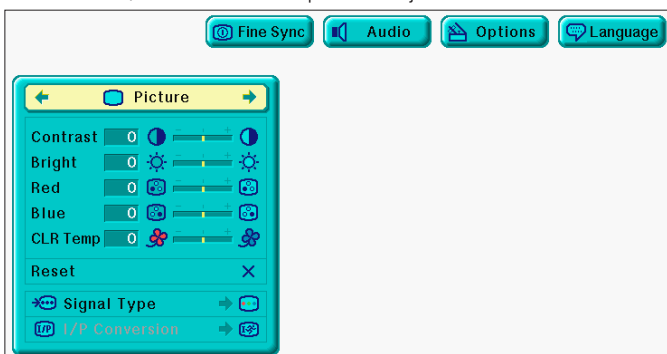 Fine Sync Audio Options Language
Picture
Contrast 0
Bright 0
Red 0
Blue 0
CLR Temp 0
Reset
Signal Type
I/P I/P Conversion